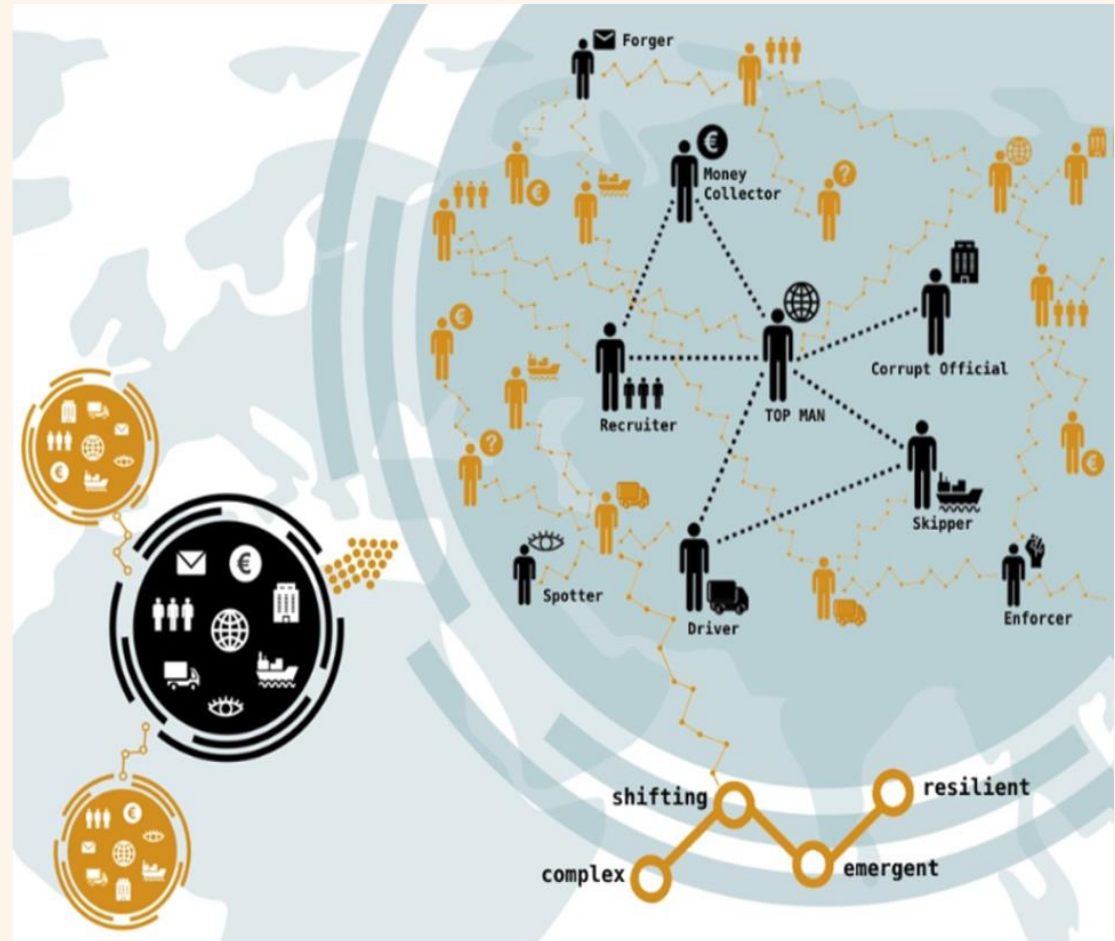 Forger
Money
Collector
Corrupt Official
TOP MAN
Recruiter
Skipper
Spotter
Driver
Enforcer
shifting
resilient
complex
emergent
€
€
€
€
€
€
€
?
?